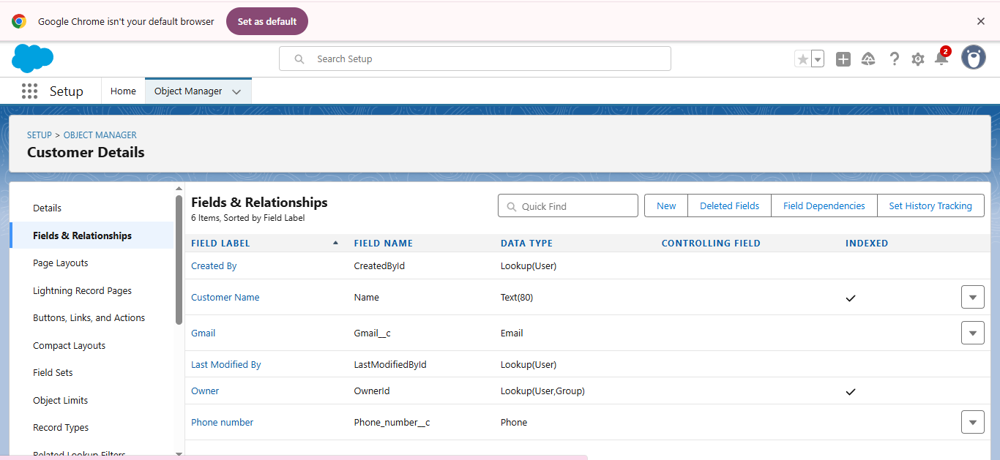 Google Chrome isn't your default browser Set as default
Search Setup
2
Setup Home Object Manager
SETUP > OBJECT MANAGER
Customer Details
Details
Fields & Relationships
Page Layouts
Lightning Record Pages
Buttons, Links, and Actions
Compact Layouts
Field Sets
Object Limits
Record Types
Related Lookup Filters
Fields & Relationships
6 Items, Sorted by Field Label
Quick Find New Deleted Fields Field Dependencies Set History Tracking
FIELD LABEL FIELD NAME DATA TYPE CONTROLLING FIELD INDEXED
Created By CreatedById Lookup(User)
Customer Name Name Text(80)
Gmail Gmail__c Email
Last Modified By LastModifiedById Lookup(User)
Owner OwnerId Lookup(User,Group)
Phone number Phone_number__c Phone